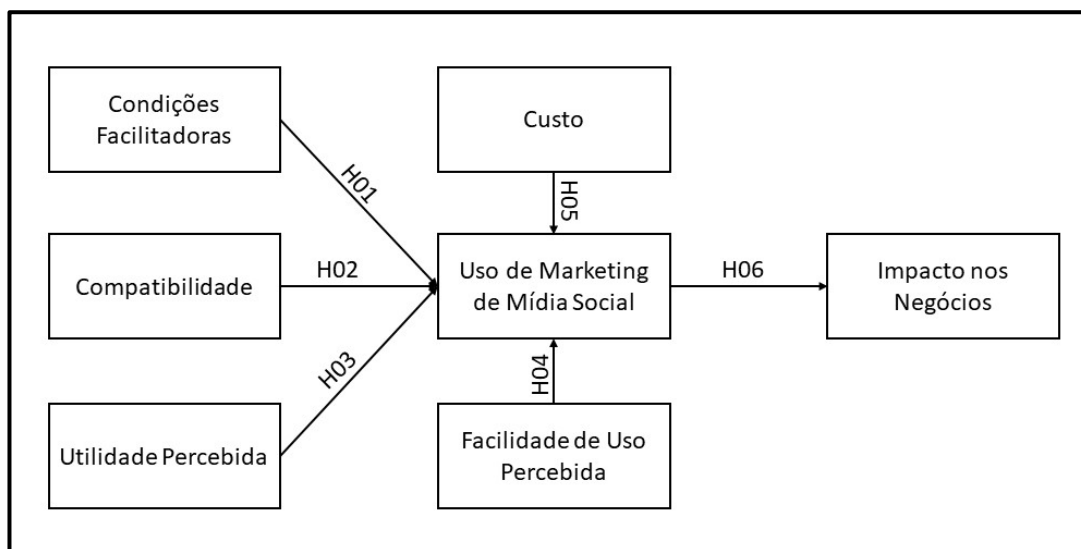 Condições
Facilitadoras
Custo
H01
H05
Compatibilidade
H02
Uso de Marketing
de Mídia Social
H06
Impacto nos
Negócios
H03
H04
Utilidade Percebida
Facilidade de Uso
Percebida